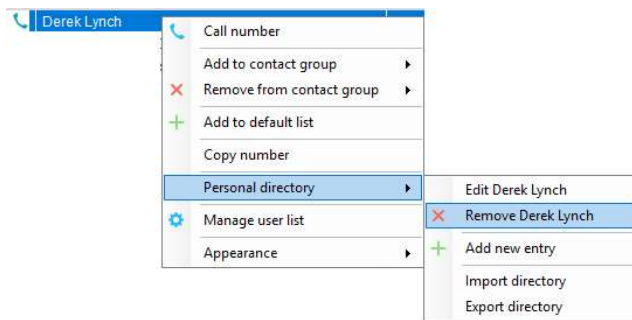 Derek Lynch
Call number
Add to contact group
Remove from contact group
Add to default list
Copy number
Personal directory
Manage user list
Appearance
Edit Derek Lynch
Remove Derek Lynch
Add new entry
Import directory
Export directory